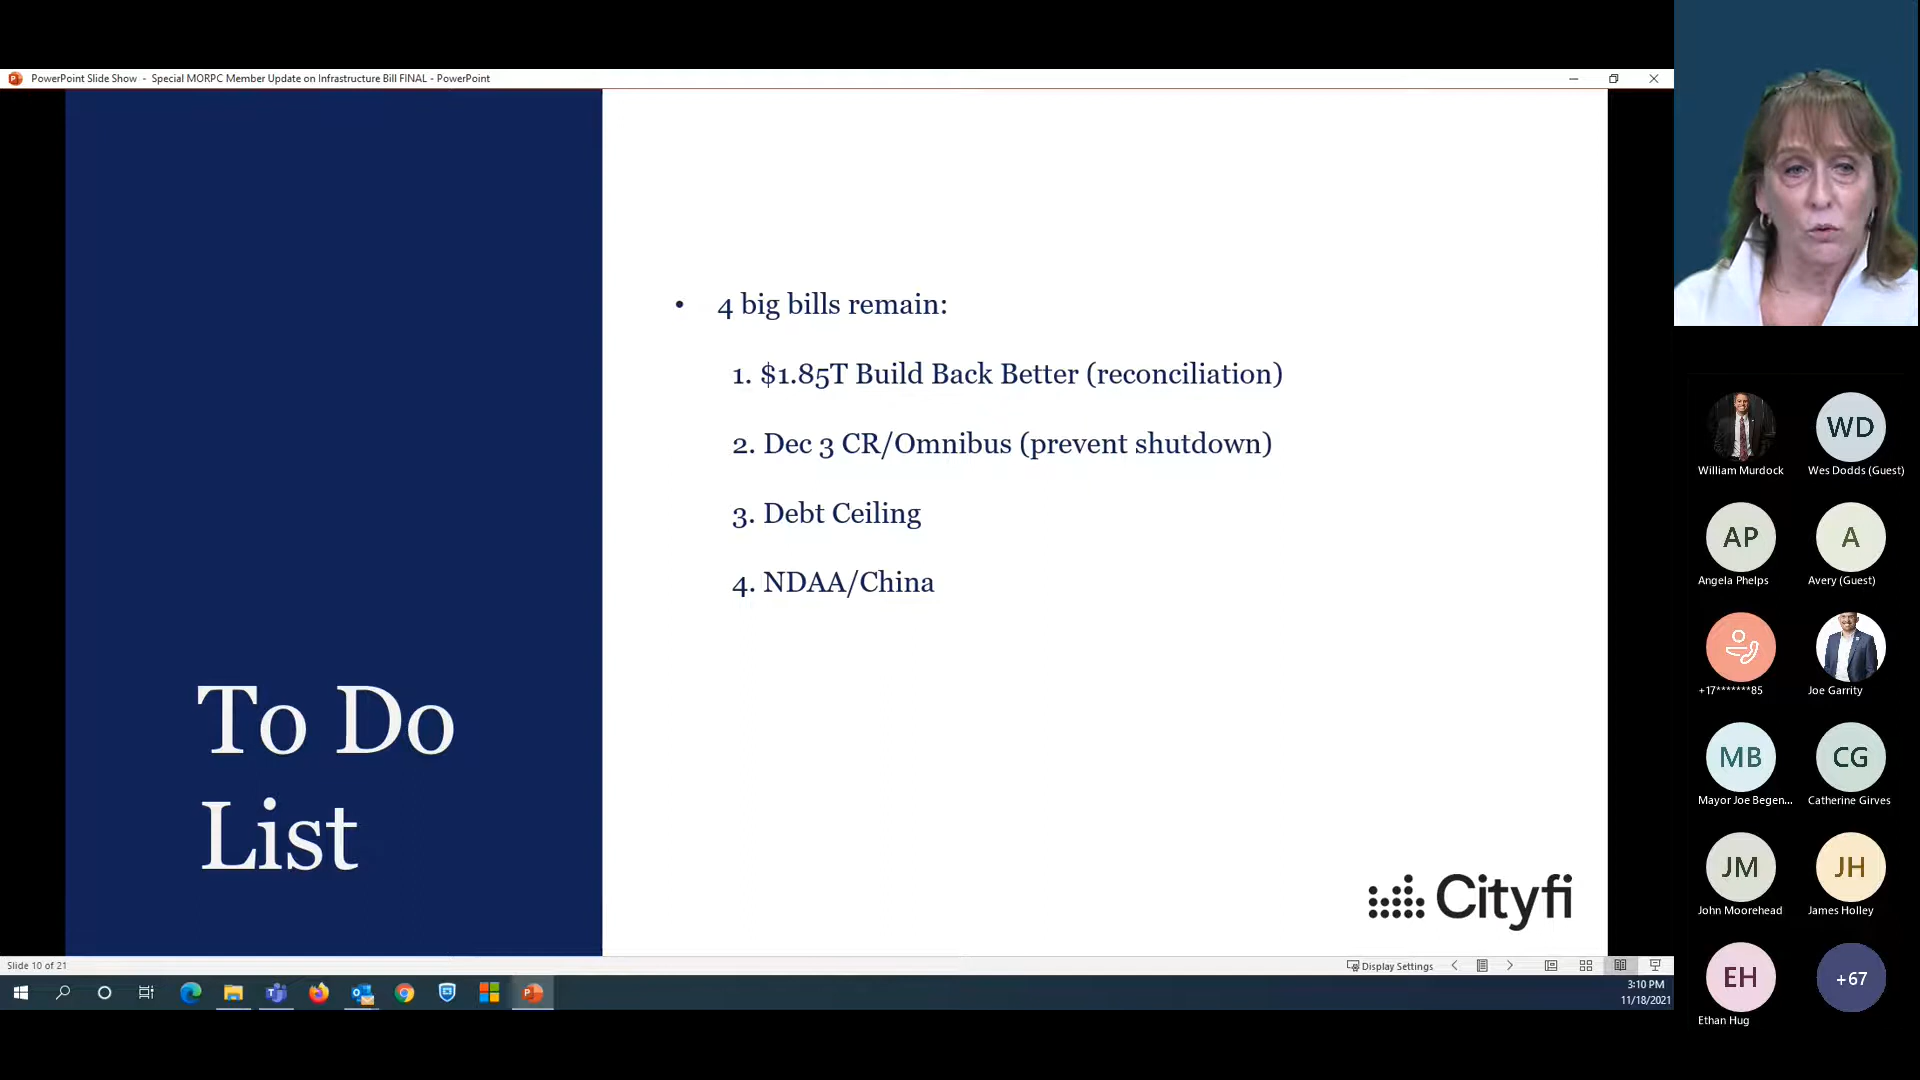 PowerPoint Slide Show - Special MORPC Member Update on Infrastructure Bill FINAL - PowerPoint
To Do
List
• 4 big bills remain:
1. $1.85T Build Back Better (reconciliation)
2. Dec 3 CR/Omnibus (prevent shutdown)
3. Debt Ceiling
4. NDAA/China
Cityfi
Slide 10 of 21
Display Settings
3:10 PM
11/18/2021
William Murdock
WD
Wes Dodds (Guest)
AP
Angela Phelps
A
Avery (Guest)
+17*******85
Joe Garrity
MB
Mayor Joe Begen...
CG
Catherine Girves
JM
John Moorehead
JH
James Holley
EH
Ethan Hug
+67